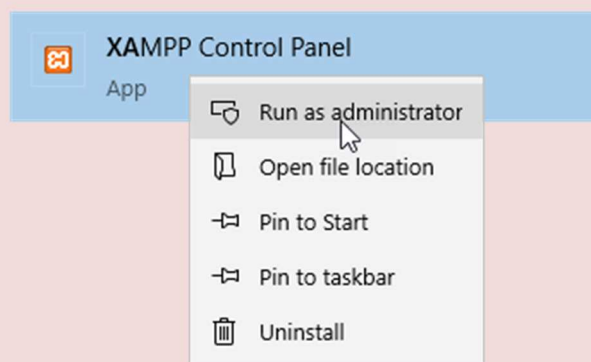 XAMPP Control Panel
App
Run as administrator
Open file location
Pin to Start
Pin to taskbar
Uninstall